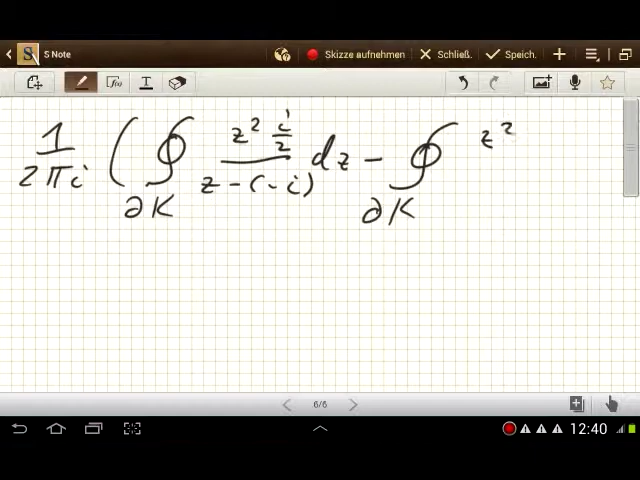 S Note
Skizze aufnehmen
Schließ.
Speich.
f(x)
T
1/(2πi) ( ∮_{∂K} (z² i/2)/(z-(-i)) dz - ∮_{∂K} z²
6/6
12:40